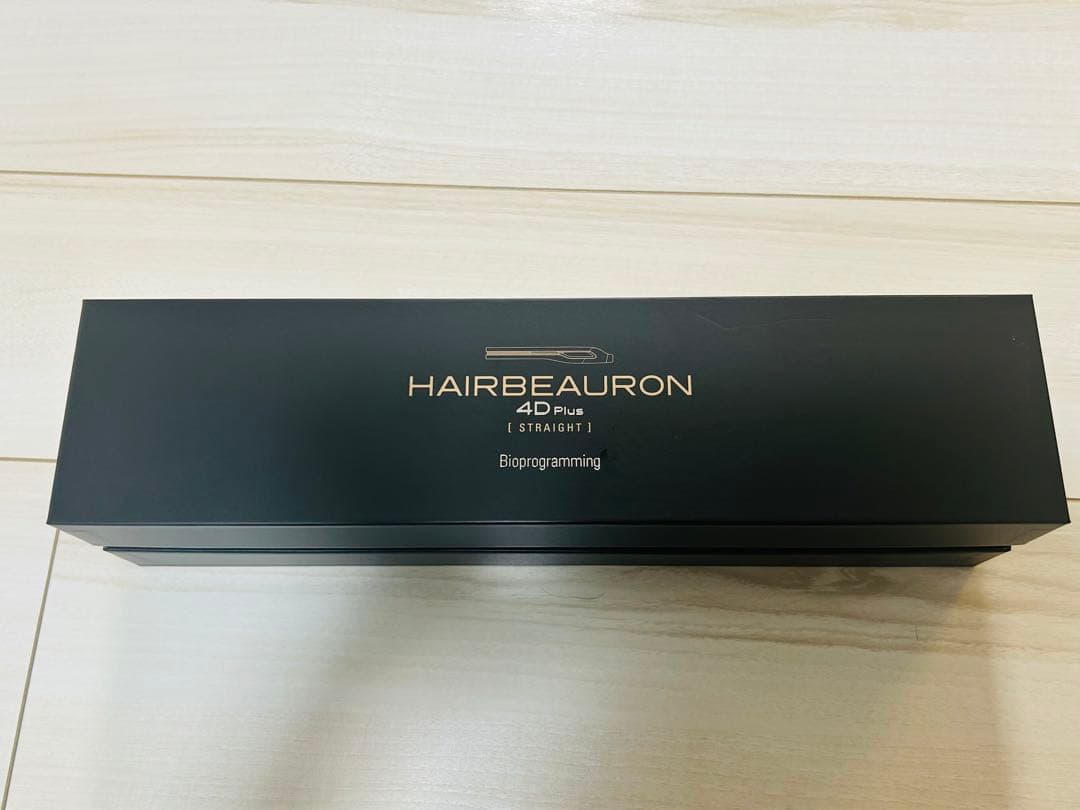 HAIRBEAURON
4D Plus
[ STRAIGHT ]
Bioprogramming